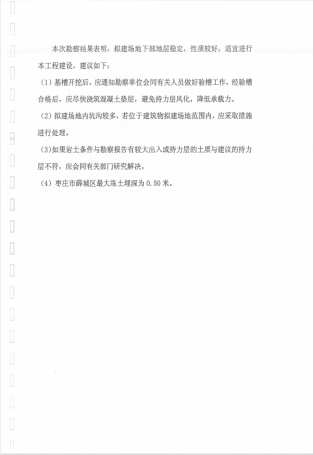 本次勘察结果表明，拟建场地下部地层稳定，性质较好，适宜进行
本工程建设，建议如下：
（1）基槽开挖后，应通知勘察单位会同有关人员做好验槽工作，经验槽
合格后，应尽快浇筑混凝土垫层，避免持力层风化，降低承载力。
（2）拟建场地内坑沟较多，若位于建筑物拟建场地范围内，应采取措施
进行处理。
（3）如果岩土条件与勘察报告有较大出入或持力层的土质与建议的持力
层不符，应会同有关部门研究解决。
（4）枣庄市薛城区最大冻土埋深为 0.50 米。